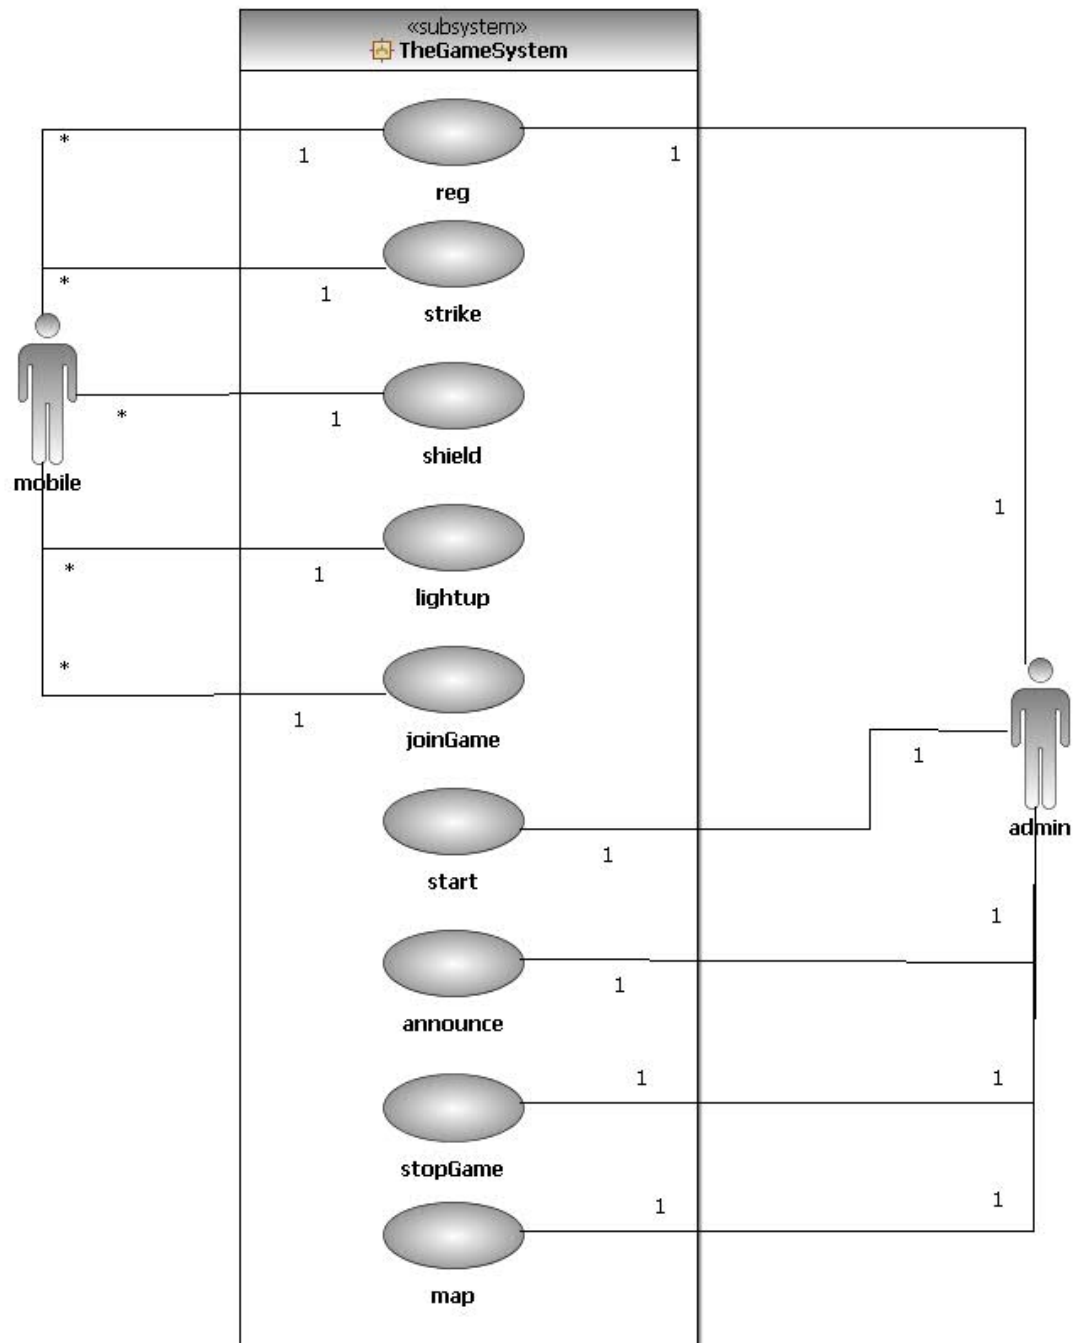 «subsystem»
TheGameSystem
* 1 1
reg
* 1
strike
* 1
shield
mobile
1
* 1
lightup
*
1
joinGame
1
admin
1
start
1
1
announce
1 1
stopGame
1 1
map